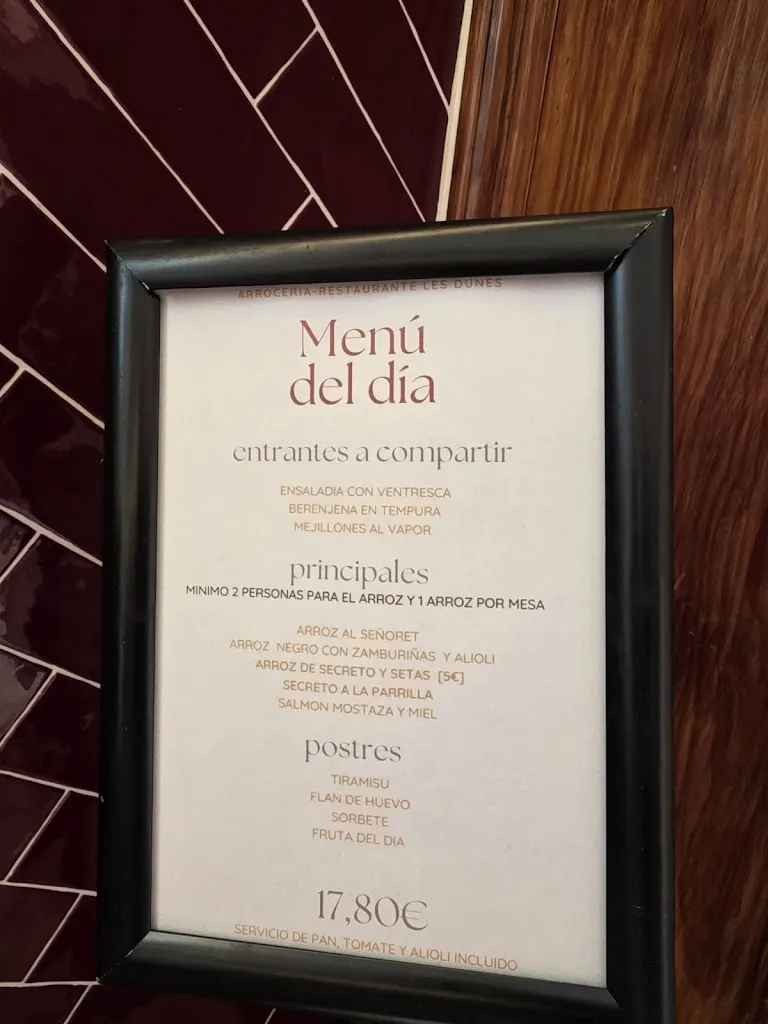 ARROCERIA-RESTAURANTE LES DUNES
Menú
del día
entrantes a compartir
ENSALADIA CON VENTRESCA
BERENJENA EN TEMPURA
MEJILLONES AL VAPOR
principales
MINIMO 2 PERSONAS PARA EL ARROZ Y 1 ARROZ POR MESA
ARROZ AL SEÑORET
ARROZ NEGRO CON ZAMBURIÑAS Y ALIOLI
ARROZ DE SECRETO Y SETAS [5€]
SECRETO A LA PARRILLA
SALMON MOSTAZA Y MIEL
postres
TIRAMISU
FLAN DE HUEVO
SORBETE
FRUTA DEL DIA
17,80€
SERVICIO DE PAN, TOMATE Y ALIOLI INCLUIDO